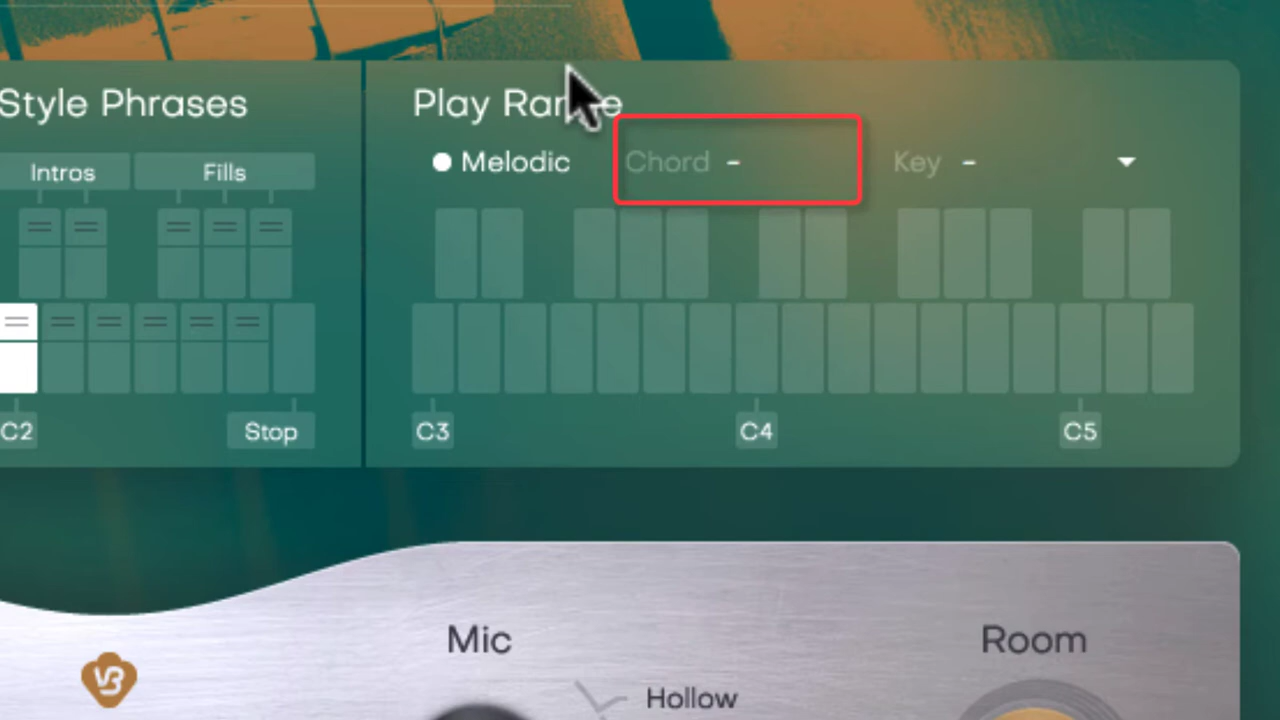 Style Phrases
Intros
Fills
C2
Stop
Play Range
Melodic
Chord -
Key -
C3
C4
C5
Mic
Room
Hollow